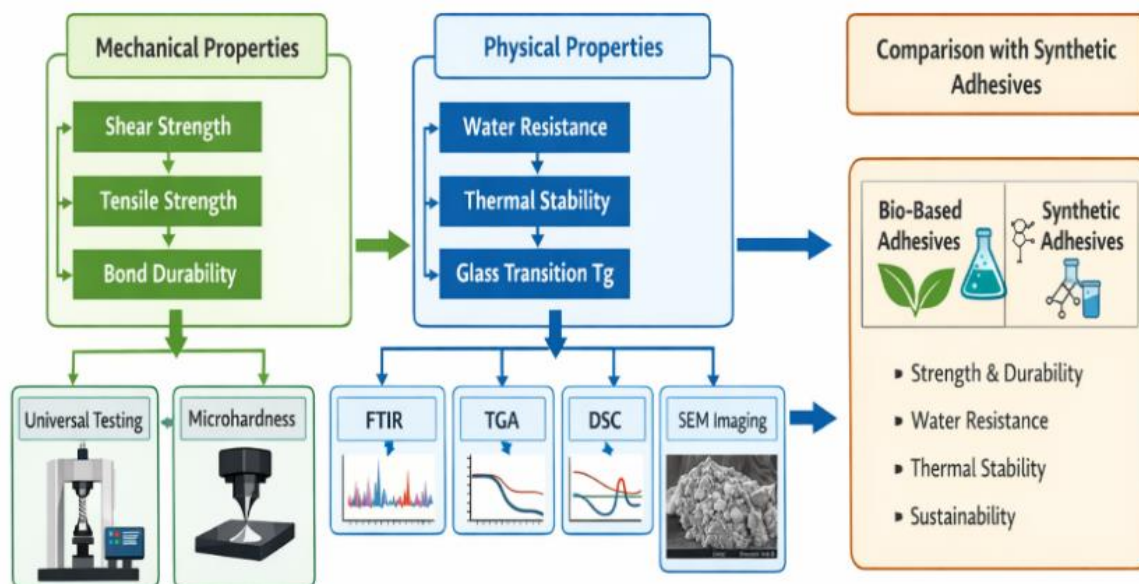 Mechanical Properties
Shear Strength
Tensile Strength
Bond Durability
Universal Testing
Microhardness
Physical Properties
Water Resistance
Thermal Stability
Glass Transition Tg
FTIR
TGA
DSC
SEM Imaging
Comparison with Synthetic
Adhesives
Bio-Based
Adhesives
Synthetic
Adhesives
Strength & Durability
Water Resistance
Thermal Stability
Sustainability